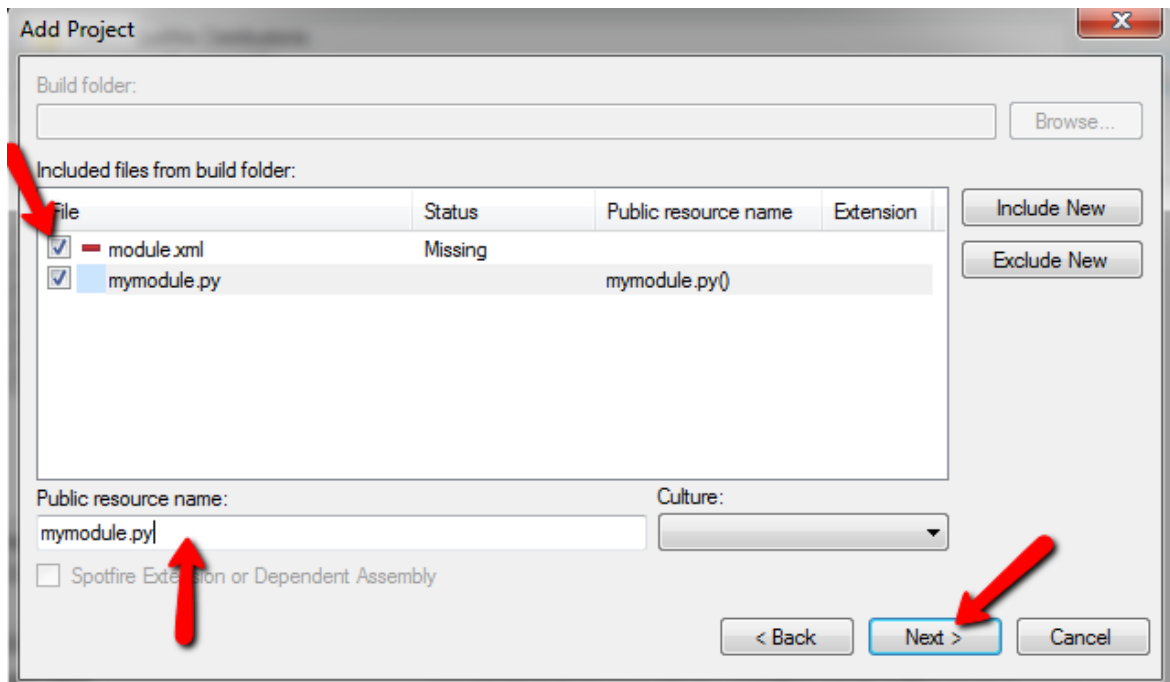 Add Project
Build folder:
Browse...
Included files from build folder:
File Status Public resource name Extension
module.xml Missing
mymodule.py mymodule.py()
Include New
Exclude New
Public resource name:
Culture:
mymodule.py
Spotfire Extension or Dependent Assembly
< Back Next > Cancel